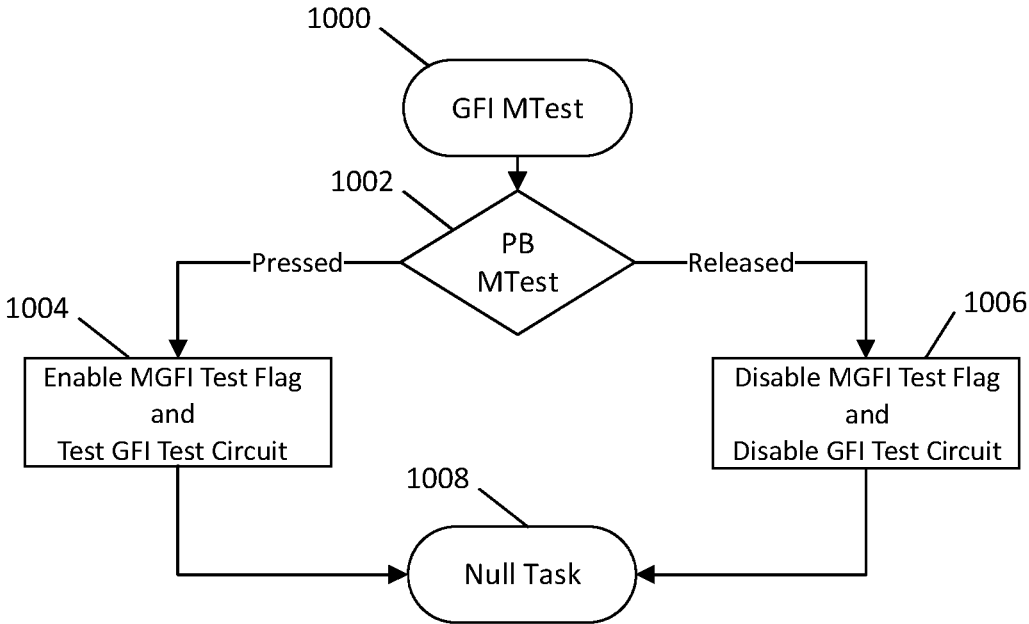 1000
GFI MTest
1002
PB
MTest
Pressed
Released
1004
1006
Enable MGFI Test Flag
and
Test GFI Test Circuit
Disable MGFI Test Flag
and
Disable GFI Test Circuit
1008
Null Task